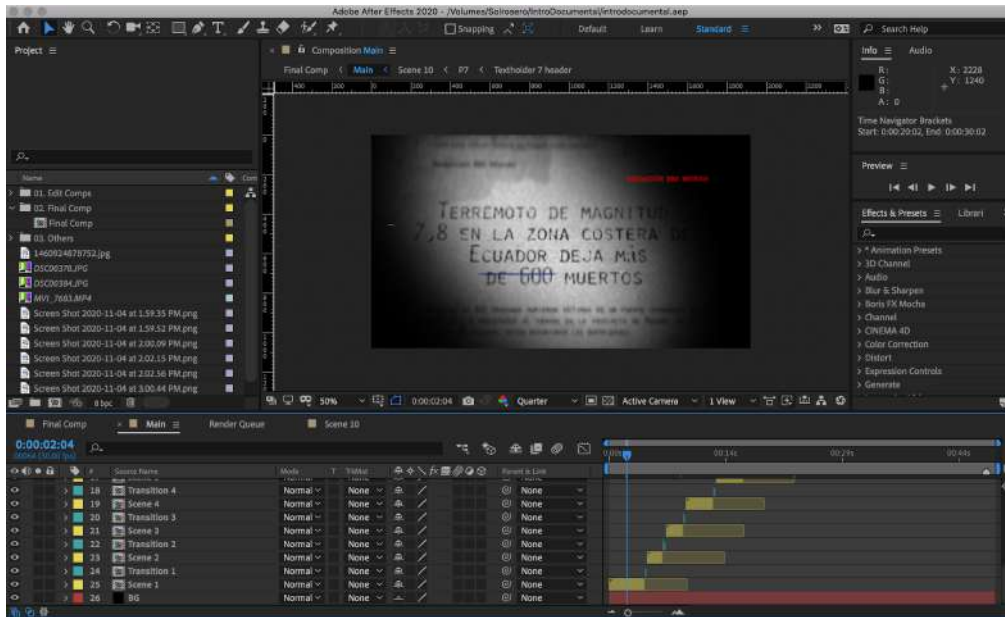 Adobe After Effects 2020 - /Volumes/Solrosero/IntroDocumental/introdocumental.aep
Snapping
Default
Learn
Standard
Search Help
Project
Composition Main
Info
Audio
Final Comp
Main
Scene 10
P7
Textholder 7 header
R:
X: 2228
G:
Y: 1240
B:
A: 0
Time Navigator Brackets
Start: 0:00:20:02, End: 0:00:30:02
Preview
Effects & Presets
Librari
* Animation Presets
3D Channel
Audio
Blur & Sharpen
Boris FX Mocha
Channel
CINEMA 4D
Color Correction
Distort
Expression Controls
Generate
Name
Com
01. Edit Comps
02. Final Comp
Final Comp
03. Others
1460924878752.jpg
DSC00378.JPG
DSC00384.JPG
MVI_7683.MP4
Screen Shot 2020-11-04 at 1.59.35 PM.png
Screen Shot 2020-11-04 at 1.59.52 PM.png
Screen Shot 2020-11-04 at 2.00.09 PM.png
Screen Shot 2020-11-04 at 2.02.15 PM.png
Screen Shot 2020-11-04 at 2.02.56 PM.png
Screen Shot 2020-11-04 at 3.00.44 PM.png
8 bpc
TERREMOTO DE MAGNITUD
7,8 EN LA ZONA COSTERA DE
ECUADOR DEJA MáS
DE 600 MUERTOS
50%
0:00:02:04
Quarter
Active Camera
1 View
Final Comp
Main
Render Queue
Scene 10
0:00:02:04
00:14s
00:29s
00:44s
# Source Name Mode T TrkMat Parent & Link
18 Transition 4 Normal None None
19 Scene 4 Normal None None
20 Transition 3 Normal None None
21 Scene 3 Normal None None
22 Transition 2 Normal None None
23 Scene 2 Normal None None
24 Transition 1 Normal None None
25 Scene 1 Normal None None
26 BG Normal None None